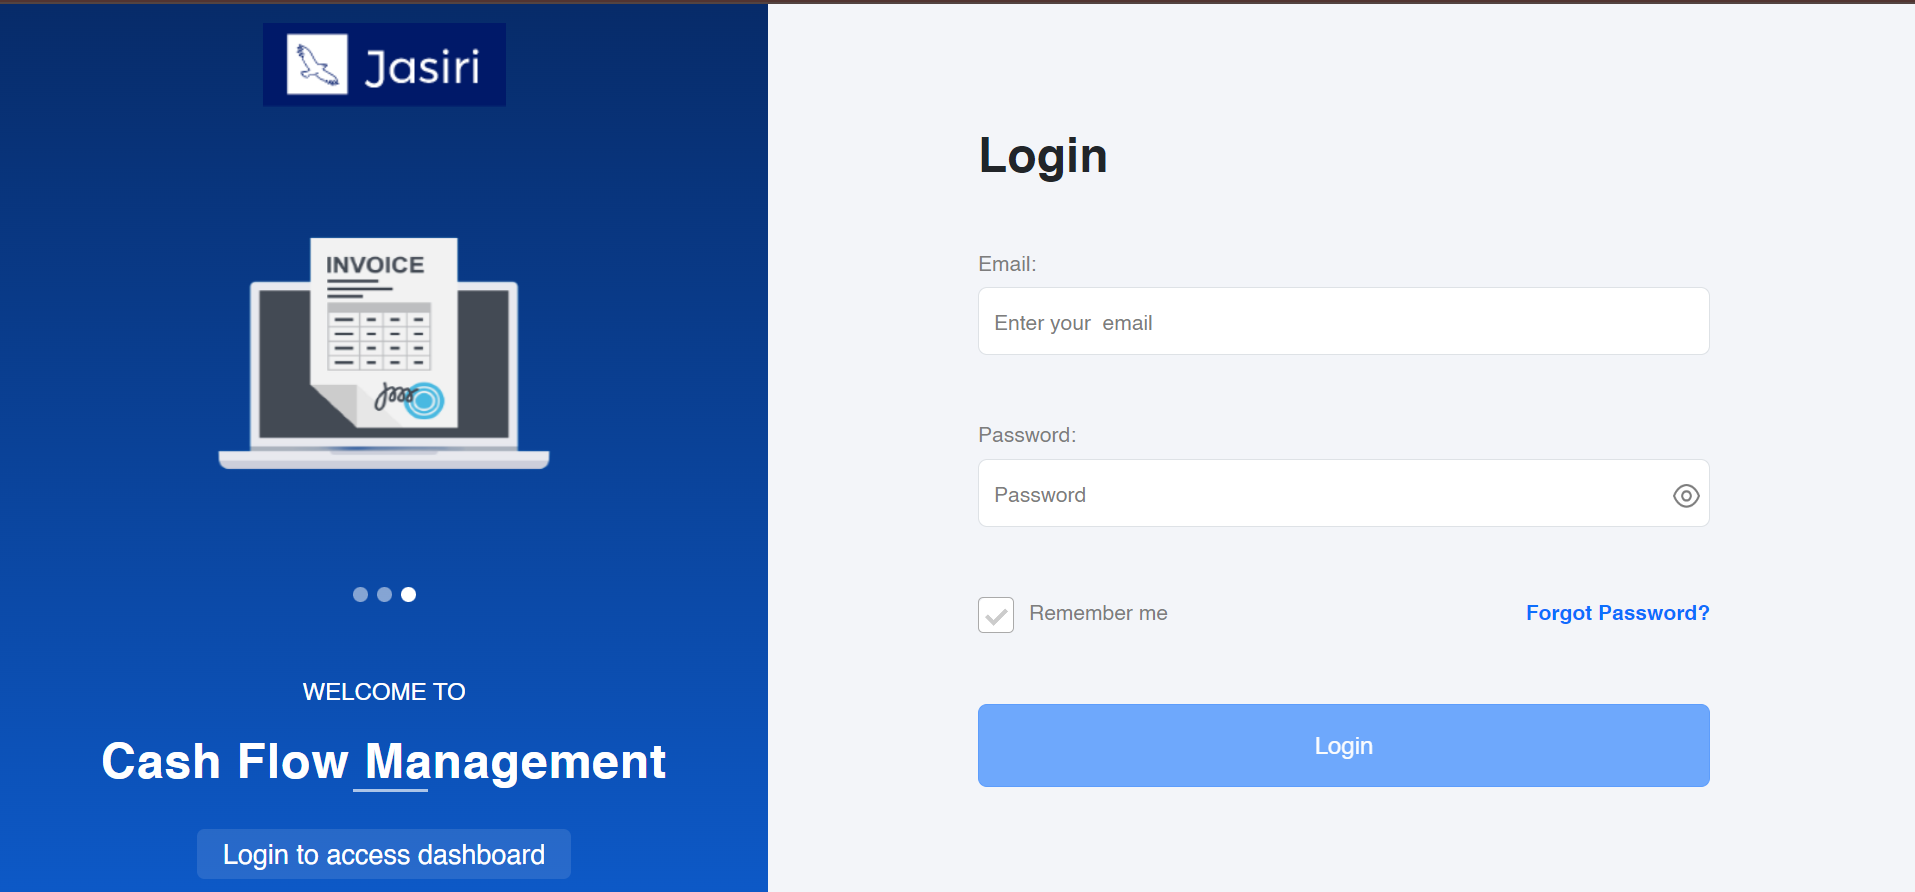 Jasiri
INVOICE
WELCOME TO
Cash Flow Management
Login to access dashboard
Login
Email:
Enter your  email
Password:
Password
Remember me
Forgot Password?
Login